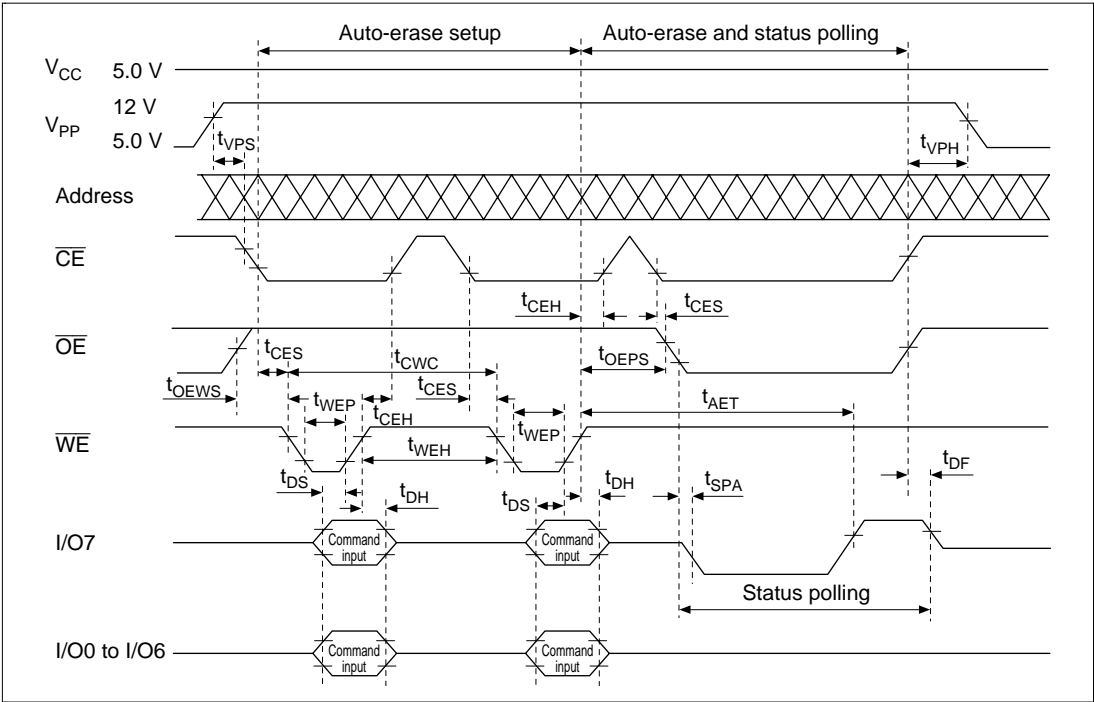 Auto-erase setup
Auto-erase and status polling
VCC 5.0 V
12 V
VPP
5.0 V
tVPS
tVPH
Address
CE
tCEH
tCES
OE
tCES
tCWC
tOEPS
tOEWS
tWEP
tCES
tAET
tCEH
tWEP
WE
tWEH
tDF
tDS
tDH
tDS
tDH
tSPA
I/O7
Command
input
Command
input
Status polling
I/O0 to I/O6
Command
input
Command
input